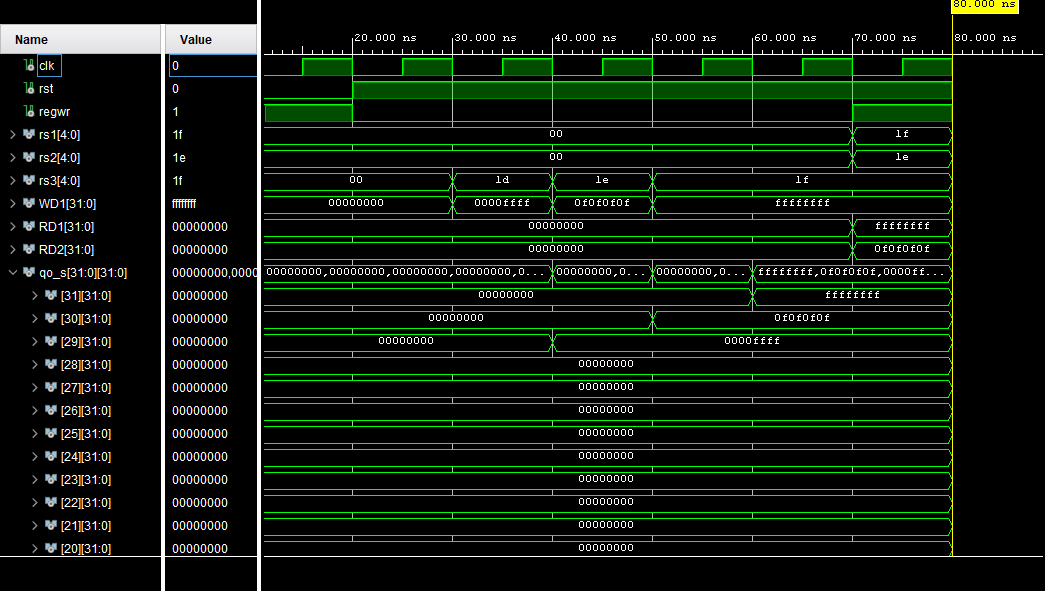 80.000 ns
Name Value
20.000 ns 30.000 ns 40.000 ns 50.000 ns 60.000 ns 70.000 ns 80.000 ns
clk 0
rst 0
regwr 1
rs1[4:0] 1f 00 1f
rs2[4:0] 1e 00 1e
rs3[4:0] 1f 00 1d 1e 1f
WD1[31:0] ffffffff 00000000 0000ffff 0f0f0f0f ffffffff
RD1[31:0] 00000000 00000000 ffffffff
RD2[31:0] 00000000 00000000 0f0f0f0f
qo_s[31:0][31:0] 00000000,0000 00000000,00000000,00000000,00000000,0... 00000000,0... 00000000,0... ffffffff,0f0f0f0f,0000ff...
[31][31:0] 00000000 00000000 ffffffff
[30][31:0] 00000000 00000000 0f0f0f0f
[29][31:0] 00000000 00000000 0000ffff
[28][31:0] 00000000 00000000
[27][31:0] 00000000 00000000
[26][31:0] 00000000 00000000
[25][31:0] 00000000 00000000
[24][31:0] 00000000 00000000
[23][31:0] 00000000 00000000
[22][31:0] 00000000 00000000
[21][31:0] 00000000 00000000
[20][31:0] 00000000 00000000